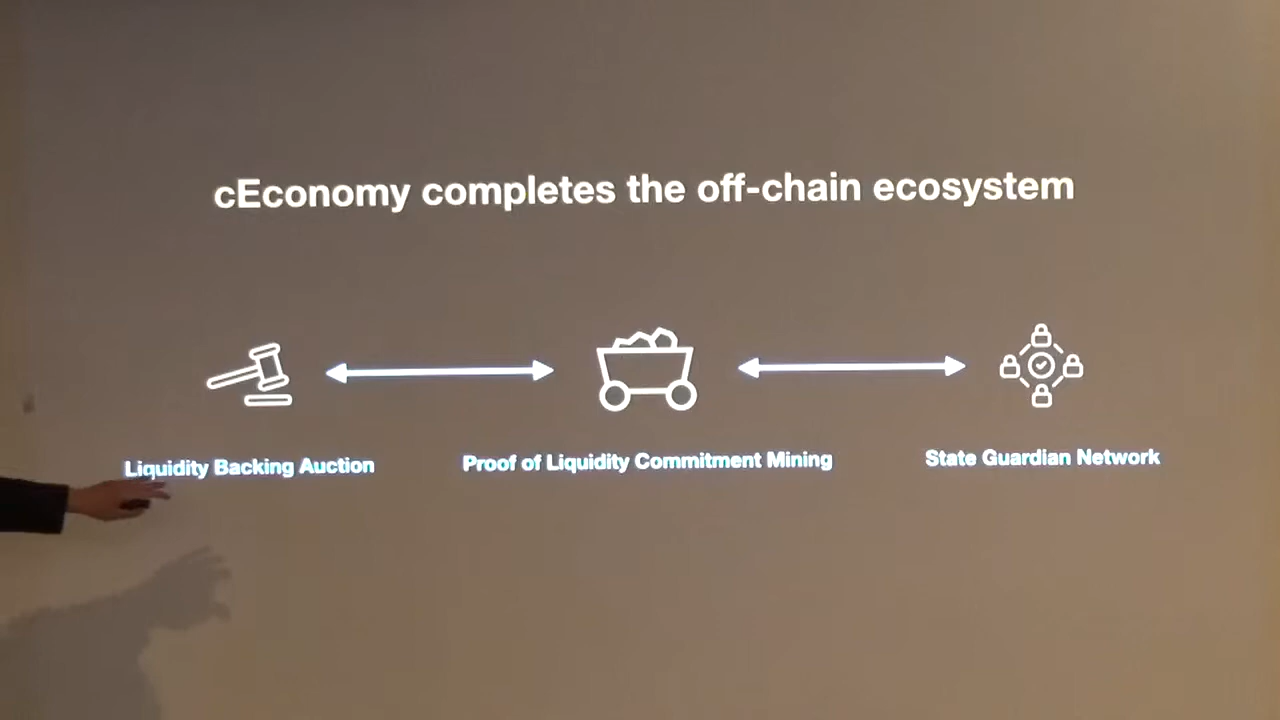 cEconomy completes the off-chain ecosystem
Liquidity Backing Auction
Proof of Liquidity Commitment Mining
State Guardian Network